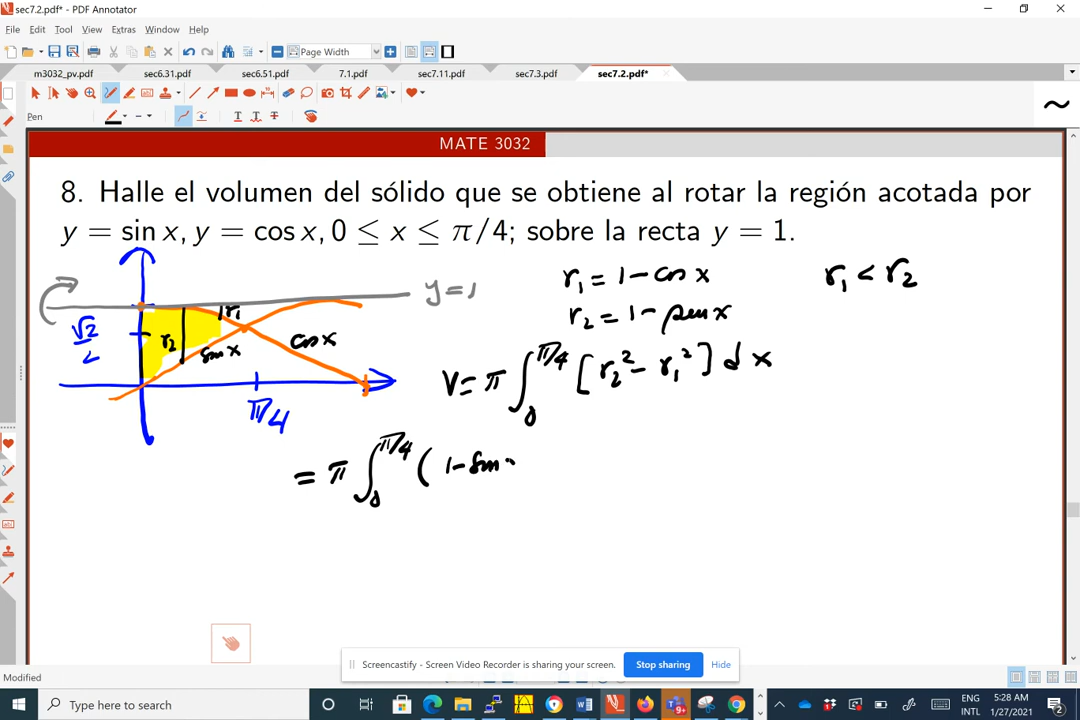 sec7.2.pdf* - PDF Annotator
File Edit Tool View Extras Window Help
Page Width
m3032_pv.pdf sec6.31.pdf sec6.51.pdf 7.1.pdf sec7.11.pdf sec7.3.pdf sec7.2.pdf*
Pen
MATE 3032
8. Halle el volumen del sólido que se obtiene al rotar la región acotada por
y = sin x, y = cos x, 0 ≤ x ≤ π/4; sobre la recta y = 1.
r₁ = 1 - cos x
r₁ < r₂
y=1
r₂ = 1 - sen x
r₁
r₂
sin x
cos x
√2/2
π/4
V = π ∫₀^π/4 [r₂² - r₁²] dx
= π ∫₀^π/4 ( 1 - sin
Screencastify - Screen Video Recorder is sharing your screen. Stop sharing Hide
Modified
Type here to search
9+
ENG
INTL
5:28 AM
1/27/2021
2